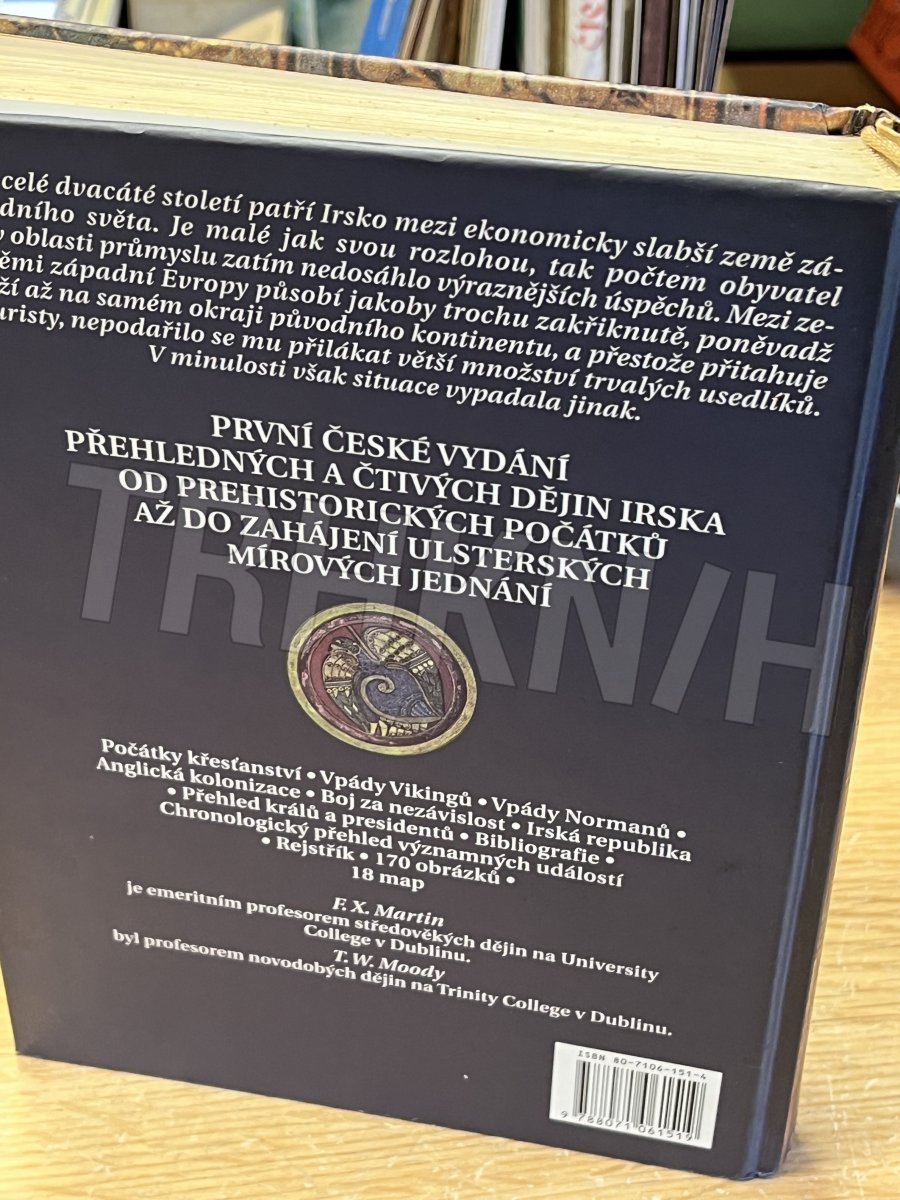 celé dvacáté století patří Irsko mezi ekonomicky slabší země zá-
dního světa. Je malé jak svou rozlohou, tak počtem obyvatel
v oblasti průmyslu zatím nedosáhlo výraznějších úspěchů. Mezi ze-
ěmi západní Evropy působí jakoby trochu zakřiknutě, poněvadž
ží až na samém okraji původního kontinentu, a přestože přitahuje
uristy, nepodařilo se mu přilákat větší množství trvalých usedlíků.
V minulosti však situace vypadala jinak.
PRVNÍ ČESKÉ VYDÁNÍ
PŘEHLEDNÝCH A ČTIVÝCH DĚJIN IRSKA
OD PREHISTORICKÝCH POČÁTKŮ
AŽ DO ZAHÁJENÍ ULSTERSKÝCH
MÍROVÝCH JEDNÁNÍ
TRHKN/H
Počátky křesťanství • Vpády Vikingů • Vpády Normanů •
Anglická kolonizace • Boj za nezávislost • Irská republika
• Přehled králů a presidentů • Bibliografie •
Chronologický přehled významných událostí
• Rejstřík • 170 obrázků •
18 map
F. X. Martin
je emeritním profesorem středověkých dějin na University
College v Dublinu.
T. W. Moody
byl profesorem novodobých dějin na Trinity College v Dublinu.
ISBN 80-7106-151-4
9 788071 061519